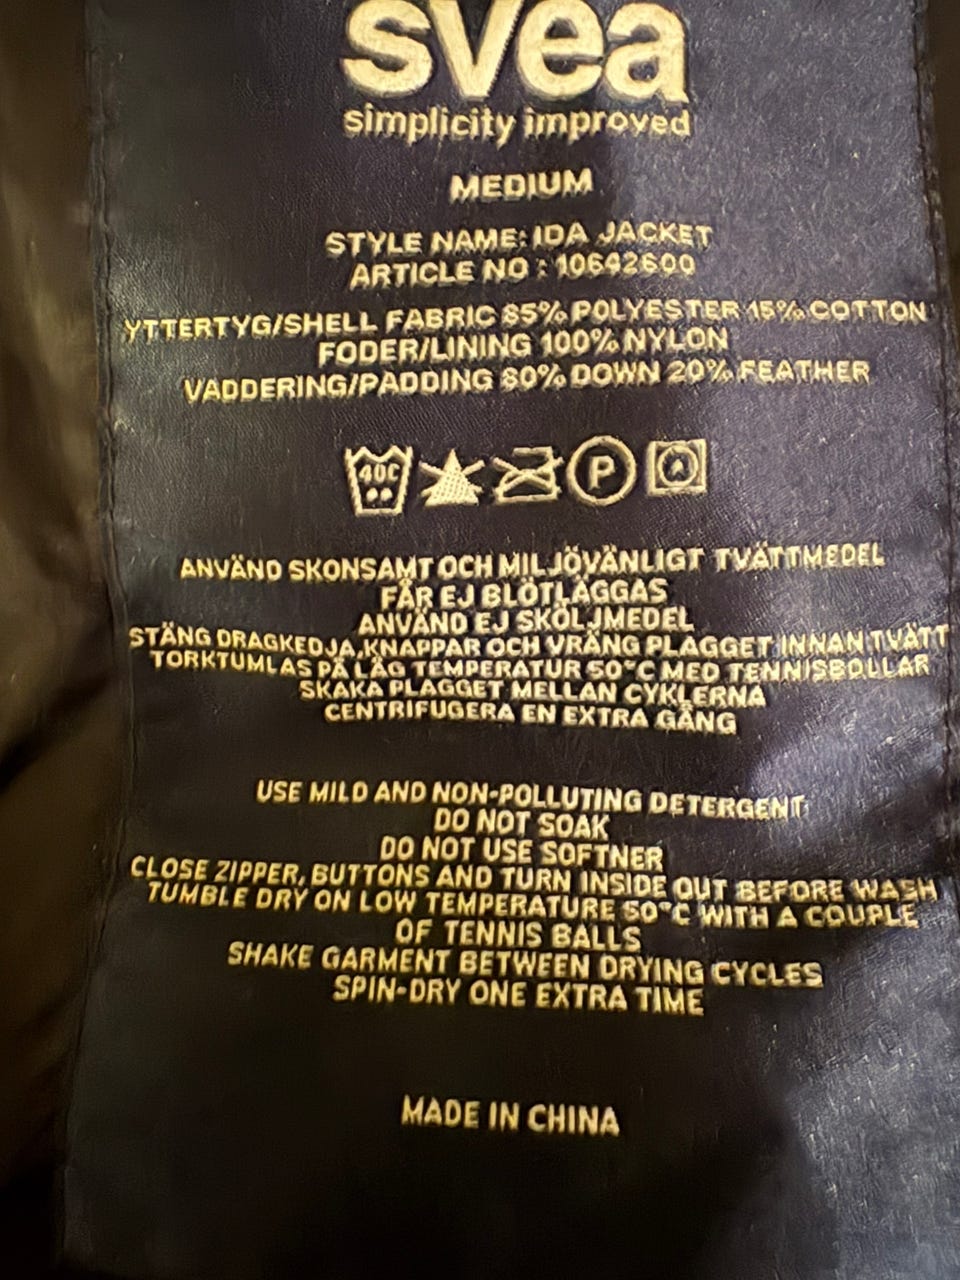 svea
simplicity improved
MEDIUM
STYLE NAME: IDA JACKET
ARTICLE NO : 10642600
YTTERTYG/SHELL FABRIC 85% POLYESTER 15% COTTON
FODER/LINING 100% NYLON
VADDERING/PADDING 80% DOWN 20% FEATHER
40C P A
ANVÄND SKONSAMT OCH MILJÖVÄNLIGT TVÄTTMEDEL
FÅR EJ BLÖTLÄGGAS
ANVÄND EJ SKÖLJMEDEL
STÄNG DRAGKEDJA,KNAPPAR OCH VRÄNG PLAGGET INNAN TVÄTT
TORKTUMLAS PÅ LÅG TEMPERATUR 50°C MED TENNISBOLLAR
SKAKA PLAGGET MELLAN CYKLERNA
CENTRIFUGERA EN EXTRA GÅNG
USE MILD AND NON-POLLUTING DETERGENT
DO NOT SOAK
DO NOT USE SOFTNER
CLOSE ZIPPER, BUTTONS AND TURN INSIDE OUT BEFORE WASH
TUMBLE DRY ON LOW TEMPERATURE 50°C WITH A COUPLE
OF TENNIS BALLS
SHAKE GARMENT BETWEEN DRYING CYCLES
SPIN-DRY ONE EXTRA TIME
MADE IN CHINA